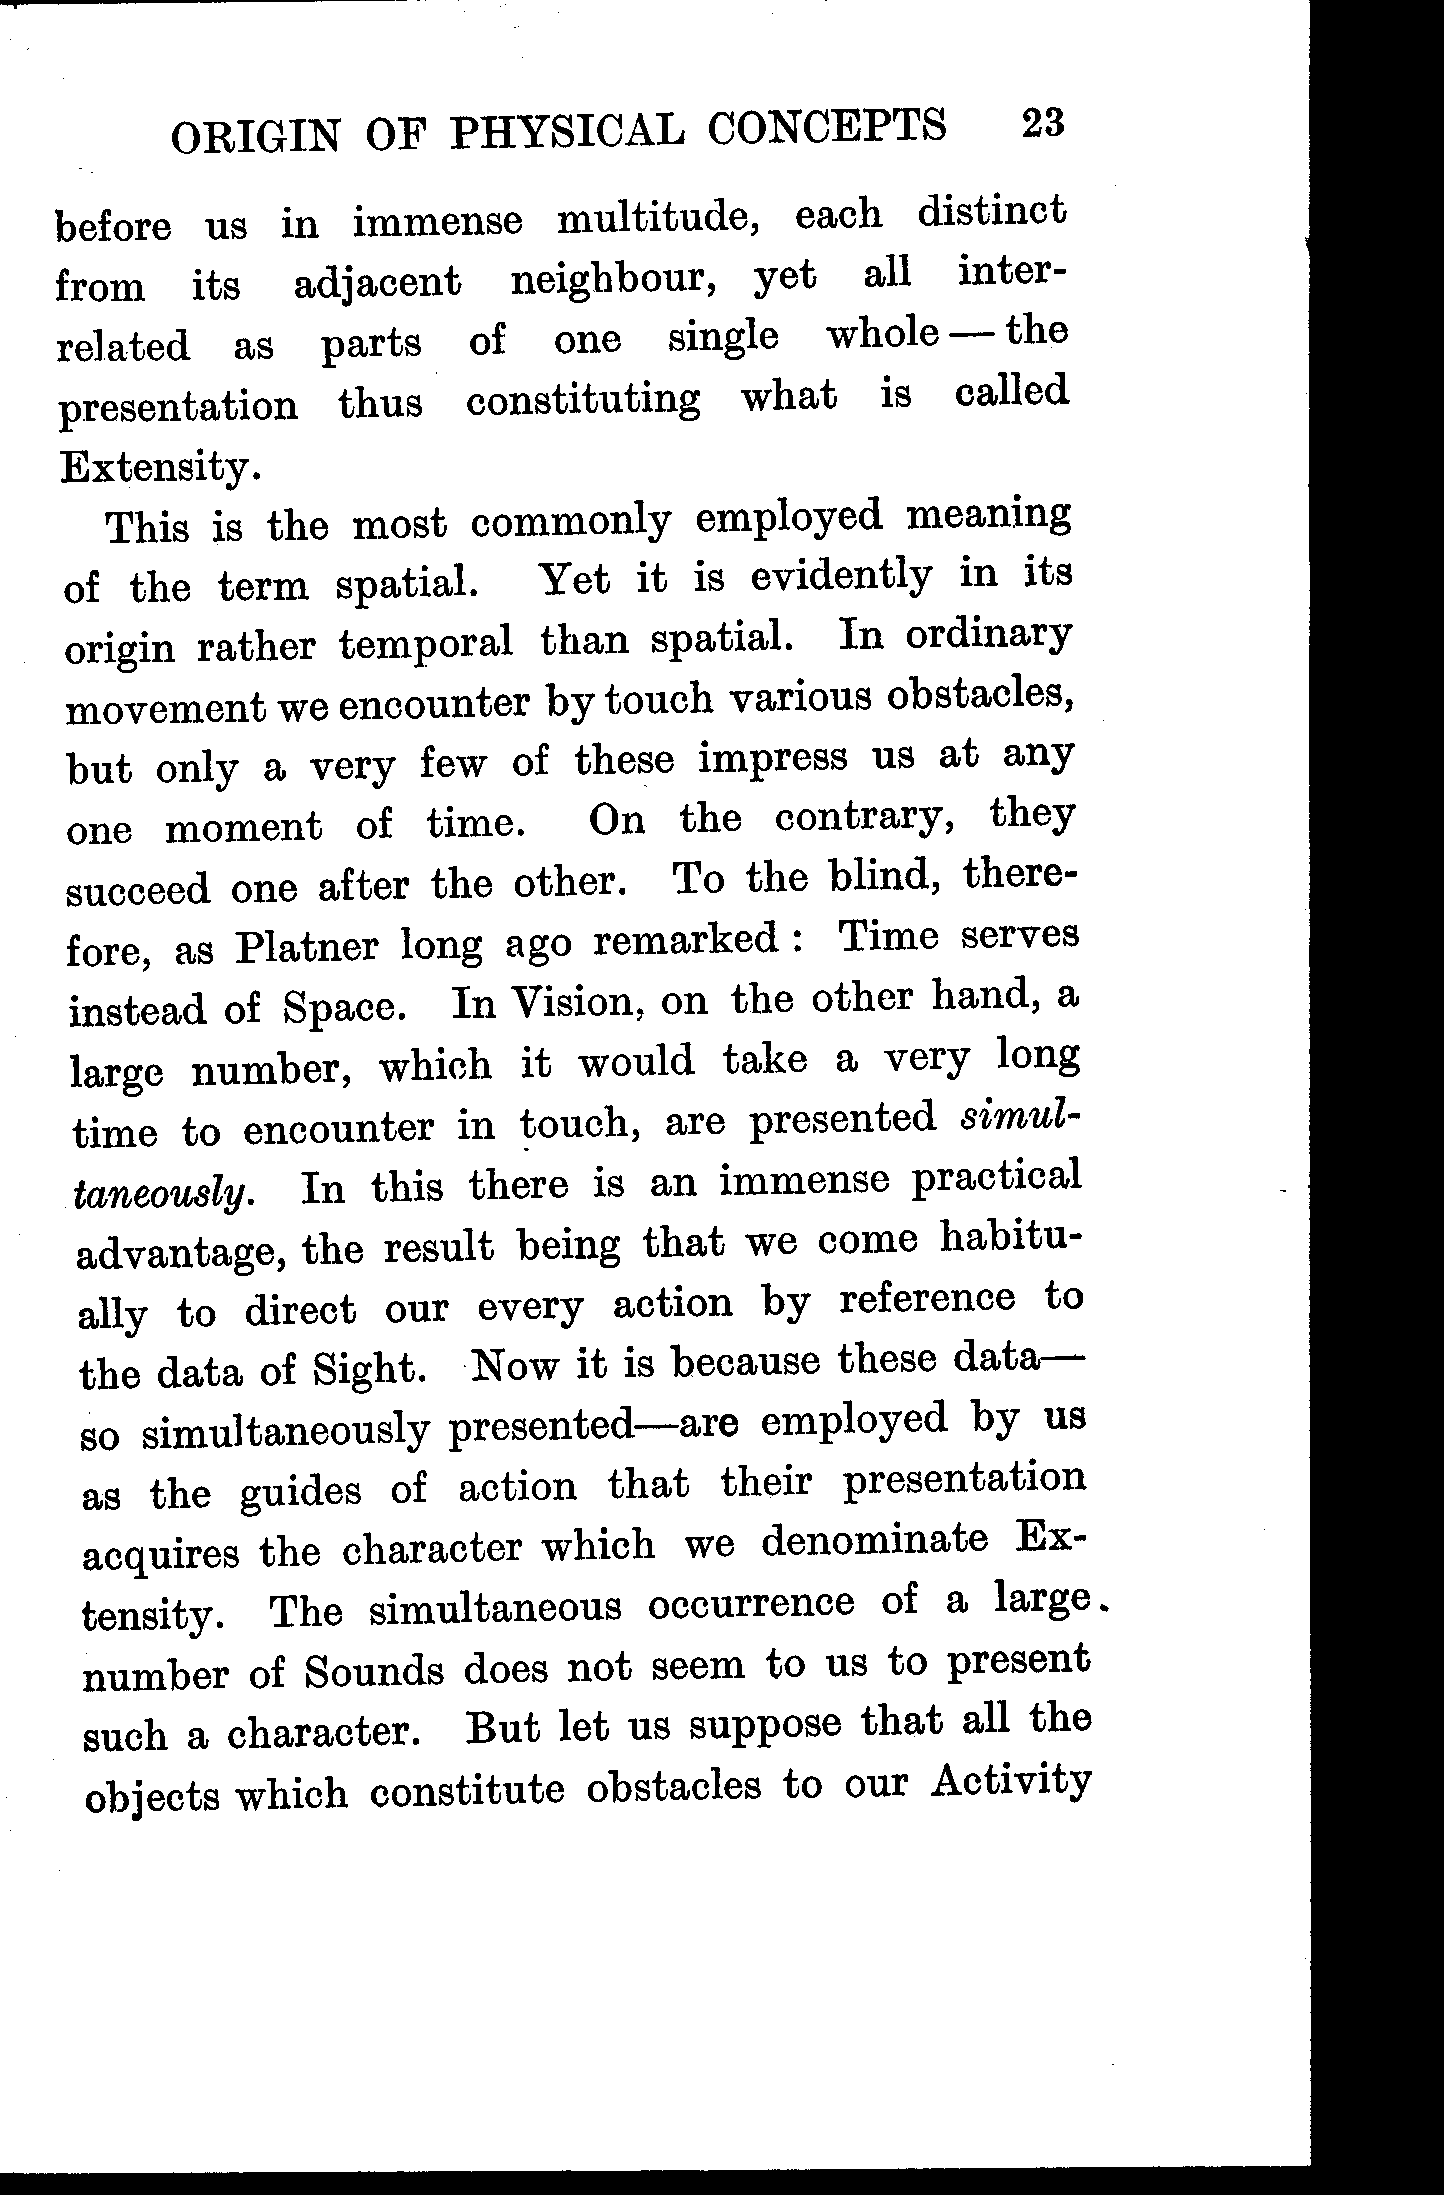 ORIGIN OF PHYSICAL CONCEPTS 23
before us in immense multitude, each distinct
from its adjacent neighbour, yet all inter-
related as parts of one single whole — the
presentation thus constituting what is called
Extensity.
This is the most commonly employed meaning
of the term spatial. Yet it is evidently in its
origin rather temporal than spatial. In ordinary
movement we encounter by touch various obstacles,
but only a very few of these impress us at any
one moment of time. On the contrary, they
succeed one after the other. To the blind, there-
fore, as Platner long ago remarked : Time serves
instead of Space. In Vision, on the other hand, a
large number, which it would take a very long
time to encounter in touch, are presented simul-
taneously. In this there is an immense practical
advantage, the result being that we come habitu-
ally to direct our every action by reference to
the data of Sight. Now it is because these data—
so simultaneously presented—are employed by us
as the guides of action that their presentation
acquires the character which we denominate Ex-
tensity. The simultaneous occurrence of a large
number of Sounds does not seem to us to present
such a character. But let us suppose that all the
objects which constitute obstacles to our Activity